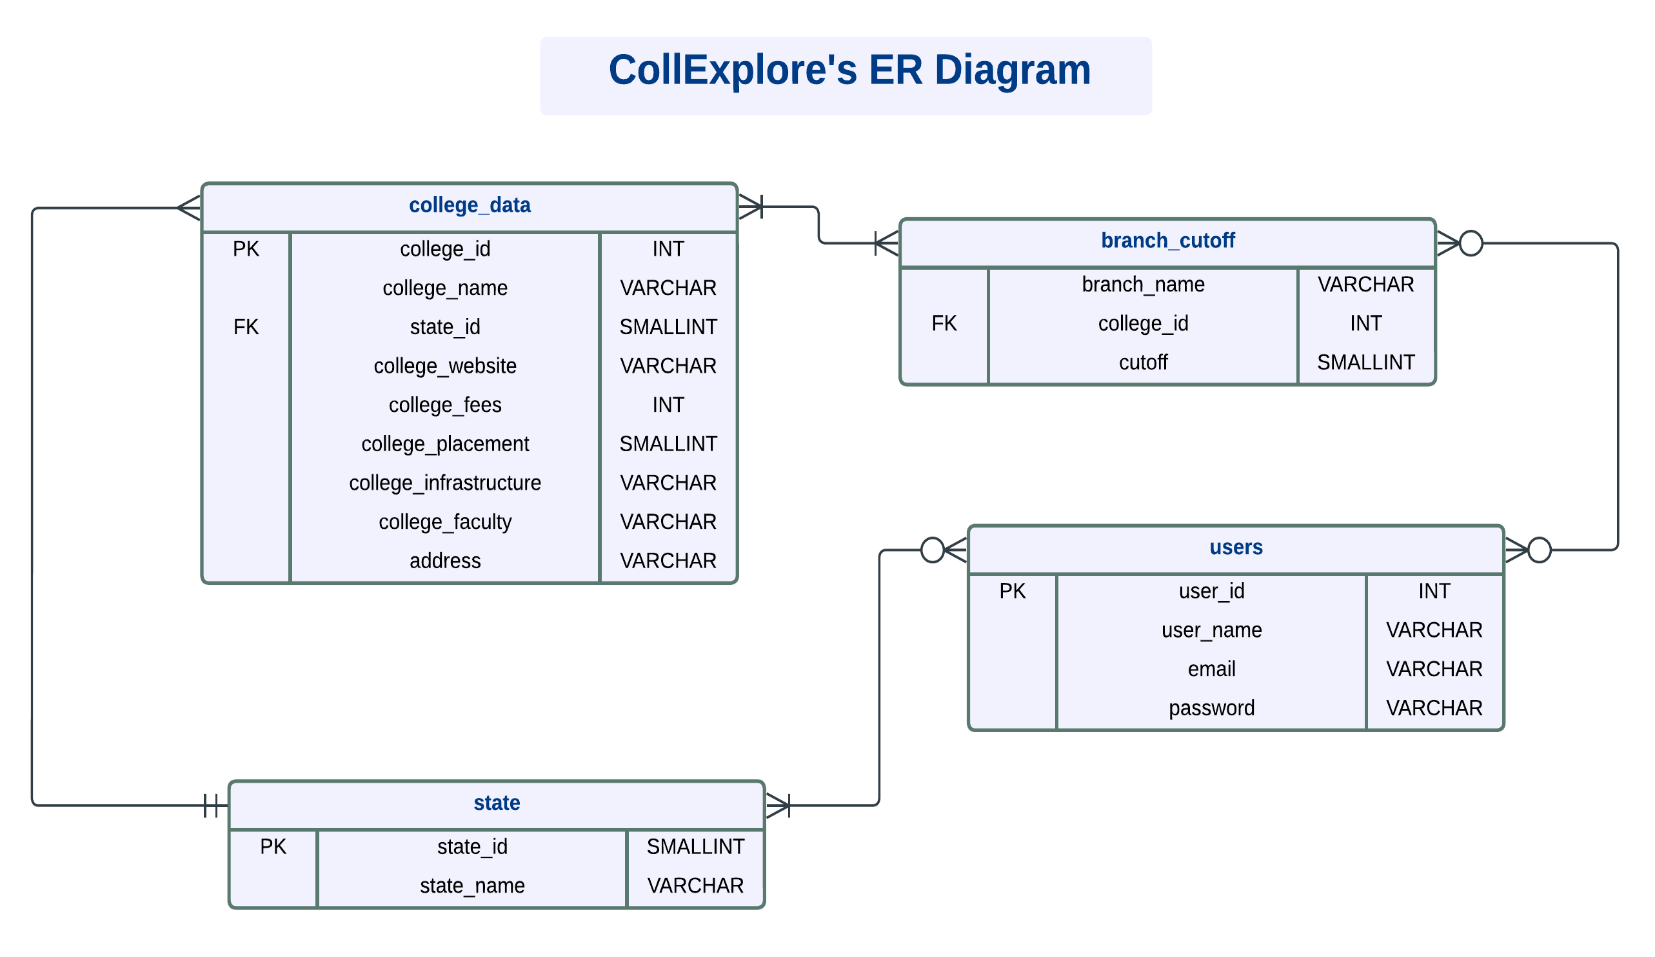 CollExplore's ER Diagram
college_data
PK college_id INT
college_name VARCHAR
FK state_id SMALLINT
college_website VARCHAR
college_fees INT
college_placement SMALLINT
college_infrastructure VARCHAR
college_faculty VARCHAR
address VARCHAR
branch_cutoff
branch_name VARCHAR
FK college_id INT
cutoff SMALLINT
users
PK user_id INT
user_name VARCHAR
email VARCHAR
password VARCHAR
state
PK state_id SMALLINT
state_name VARCHAR